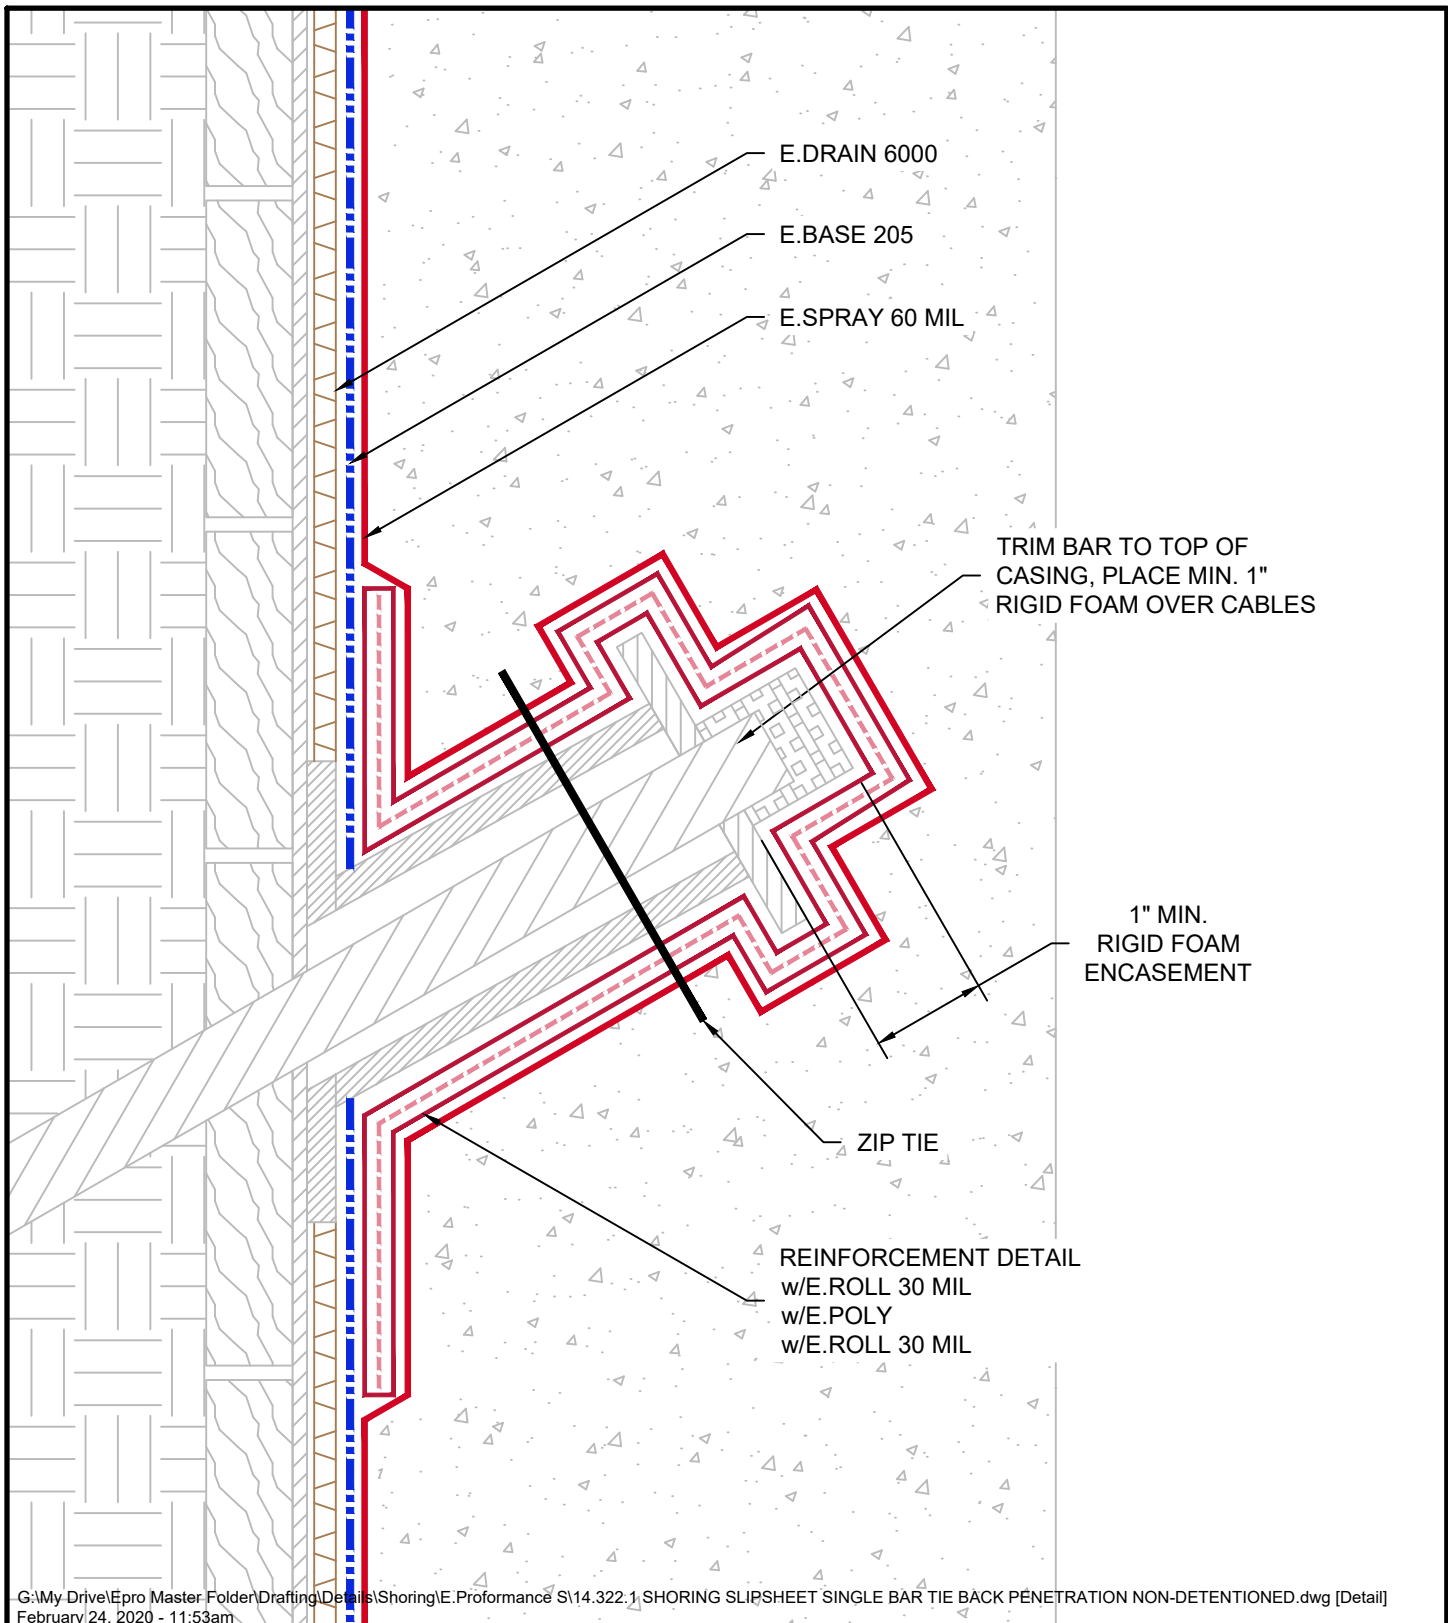 E.DRAIN 6000
E.BASE 205
E.SPRAY 60 MIL
TRIM BAR TO TOP OF
CASING, PLACE MIN. 1"
RIGID FOAM OVER CABLES
1" MIN.
RIGID FOAM
ENCASEMENT
ZIP TIE
REINFORCEMENT DETAIL
w/E.ROLL 30 MIL
w/E.POLY
w/E.ROLL 30 MIL
G:\My Drive\Epro Master Folder\Drafting\Details\Shoring\E.Proformance S\14.322.1 SHORING SLIPSHEET SINGLE BAR TIE BACK PENETRATION NON-DETENTIONED.dwg [Detail]
February 24, 2020 - 11:53am